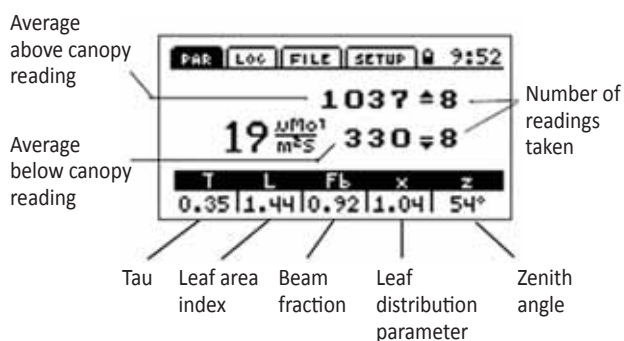 Average
above canopy
reading
PAR LOG FILE SETUP 9:52
1037 8
Number of
readings
taken
19 µMol
m²S
330 8
Average
below canopy
reading
T L Fb x z
0.35 1.44 0.92 1.04 54°
Tau
Leaf area
index
Beam
fraction
Leaf
distribution
parameter
Zenith
angle